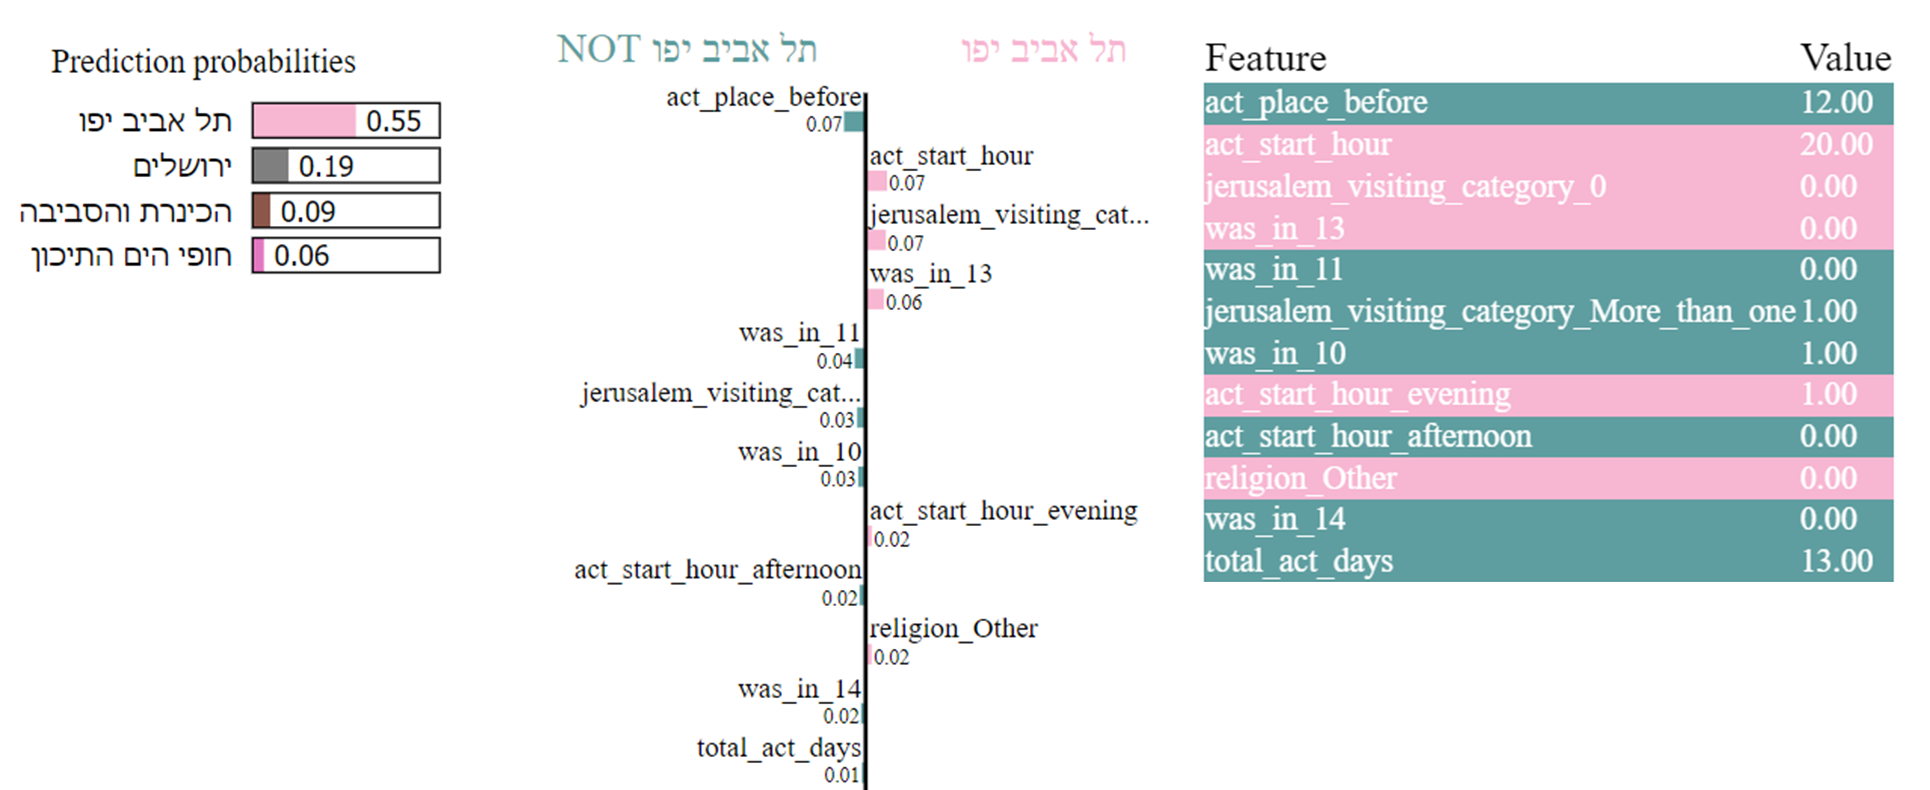 Prediction probabilities
תל אביב יפו 0.55
ירושלים 0.19
הכינרת והסביבה 0.09
חופי הים התיכון 0.06
NOT תל אביב יפו
תל אביב יפו
act_place_before
0.07
act_start_hour
0.07
jerusalem_visiting_cat...
0.07
was_in_13
0.06
was_in_11
0.04
jerusalem_visiting_cat...
0.03
was_in_10
0.03
act_start_hour_evening
0.02
act_start_hour_afternoon
0.02
religion_Other
0.02
was_in_14
0.02
total_act_days
0.01
Feature Value
act_place_before 12.00
act_start_hour 20.00
jerusalem_visiting_category_0 0.00
was_in_13 0.00
was_in_11 0.00
jerusalem_visiting_category_More_than_one 1.00
was_in_10 1.00
act_start_hour_evening 1.00
act_start_hour_afternoon 0.00
religion_Other 0.00
was_in_14 0.00
total_act_days 13.00